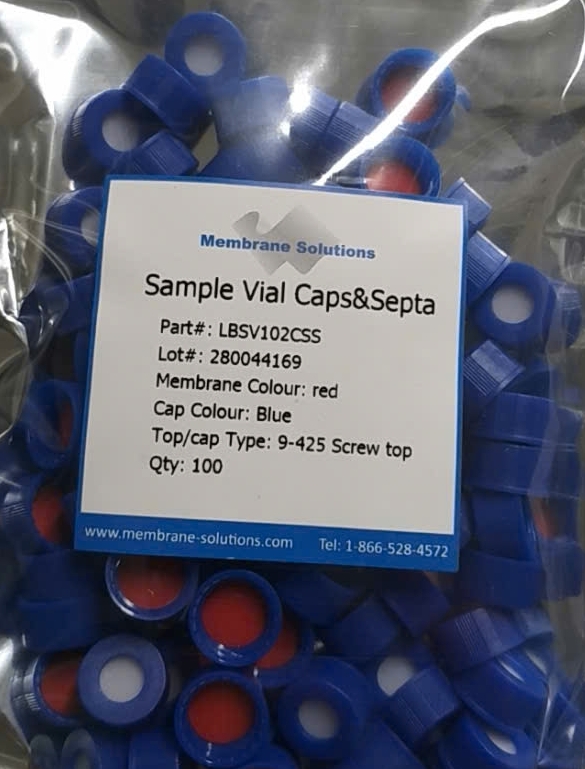 Membrane Solutions
Sample Vial Caps&Septa
Part#: LBSV102CSS
Lot#: 280044169
Membrane Colour: red
Cap Colour: Blue
Top/cap Type: 9-425 Screw top
Qty: 100
www.membrane-solutions.com Tel: 1-866-528-4572